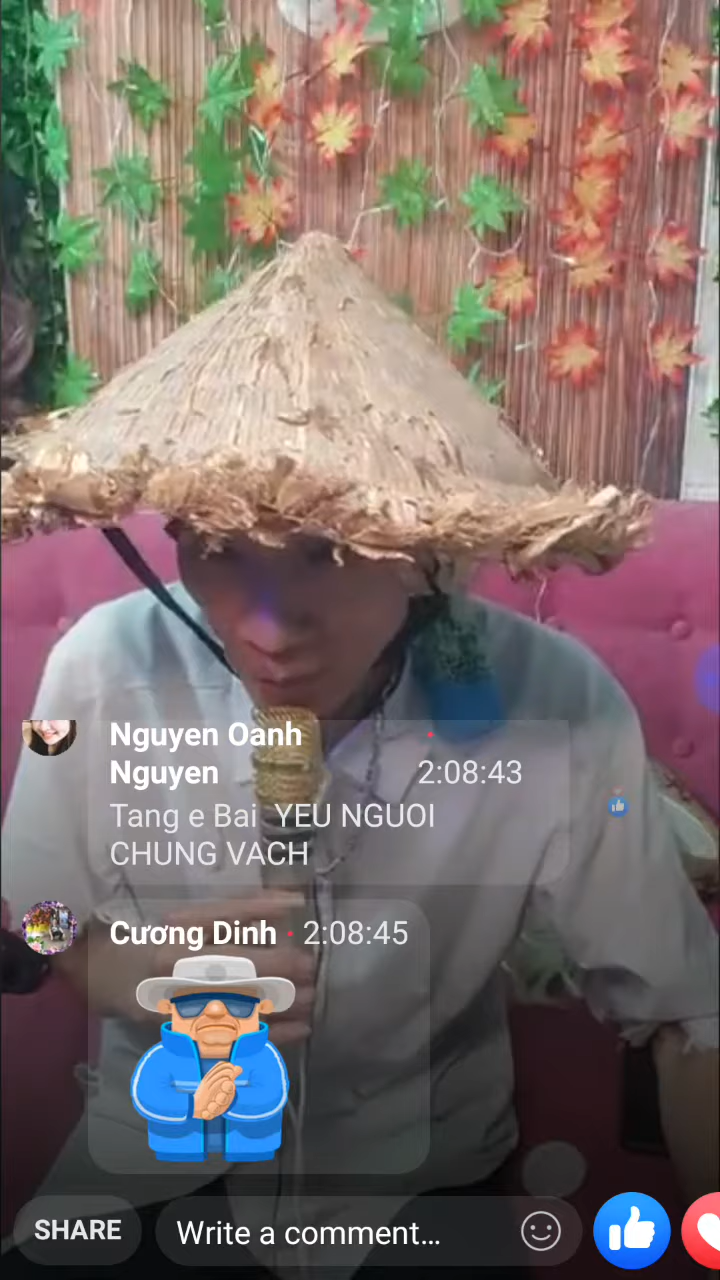 Nguyen Oanh
Nguyen 2:08:43
Tang e Bai YEU NGUOI
CHUNG VACH
Cương Dinh · 2:08:45
SHARE
Write a comment...